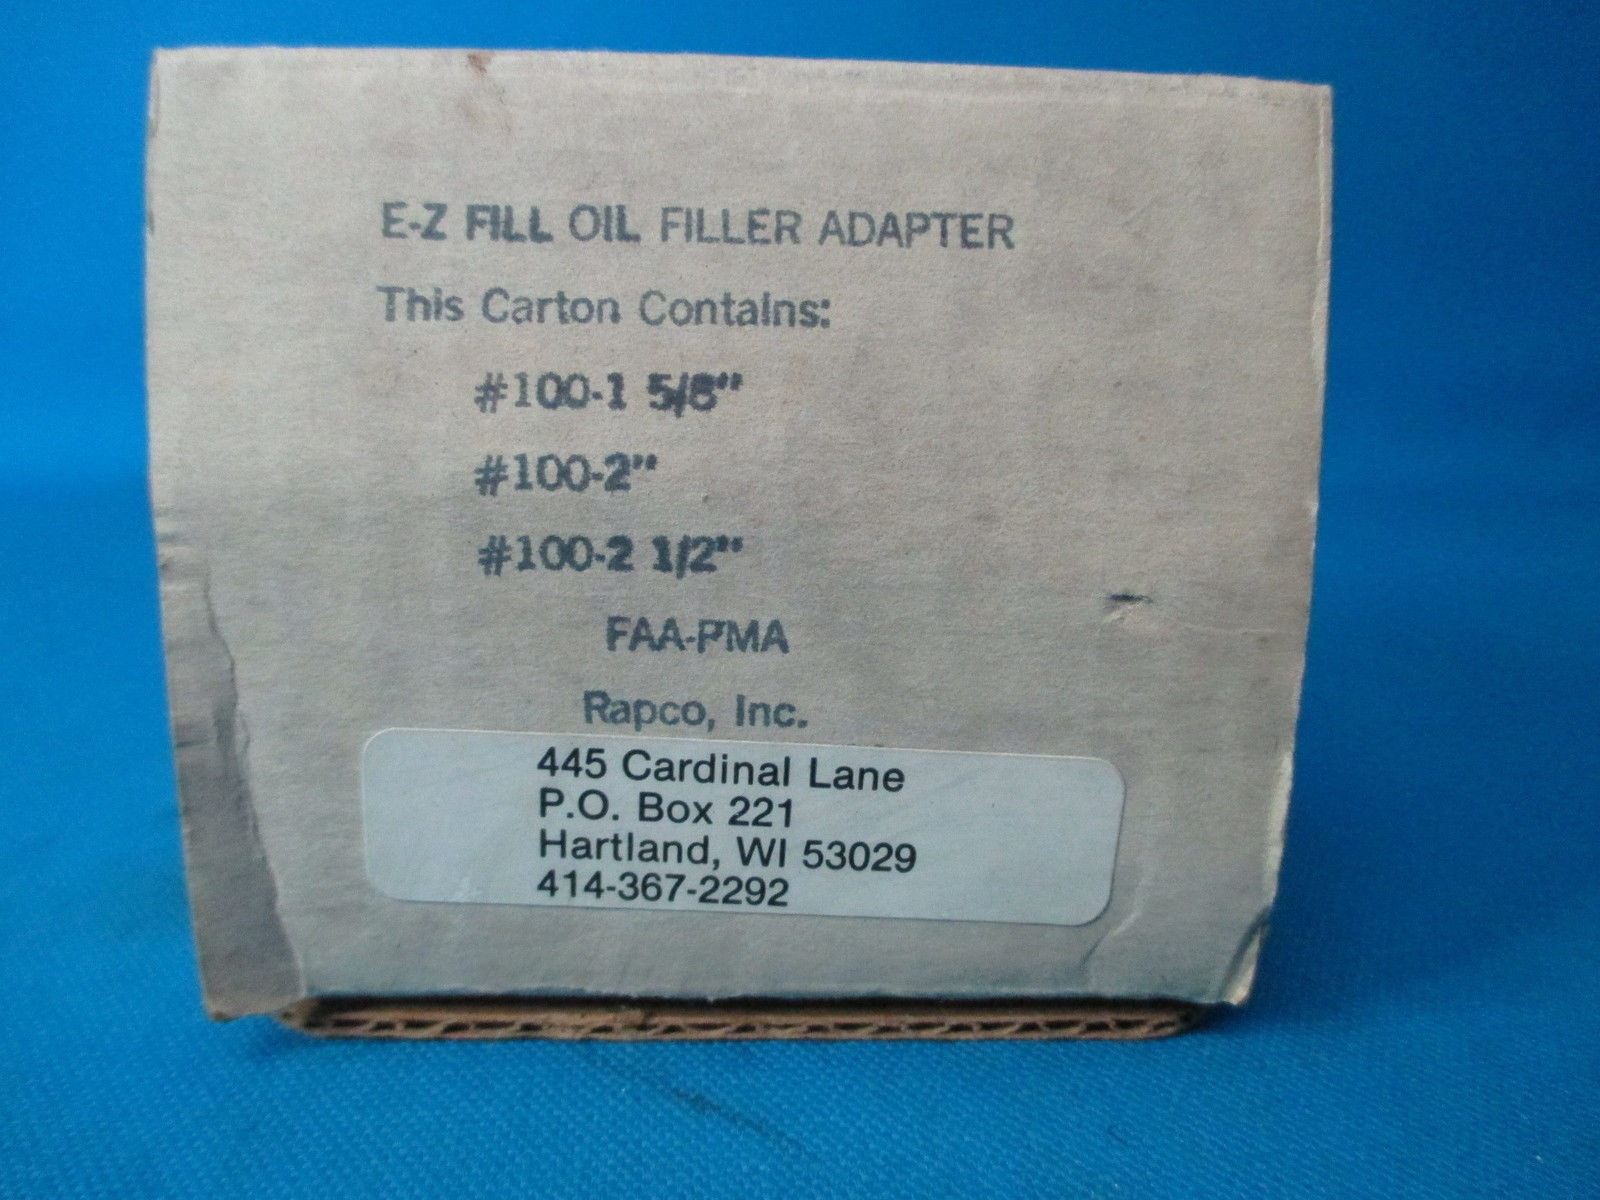 E-Z FILL OIL FILLER ADAPTER
This Carton Contains:
#100-1 5/8"
#100-2"
#100-2 1/2"
FAA-PMA
Rapco, Inc.
445 Cardinal Lane
P.O. Box 221
Hartland, WI 53029
414-367-2292